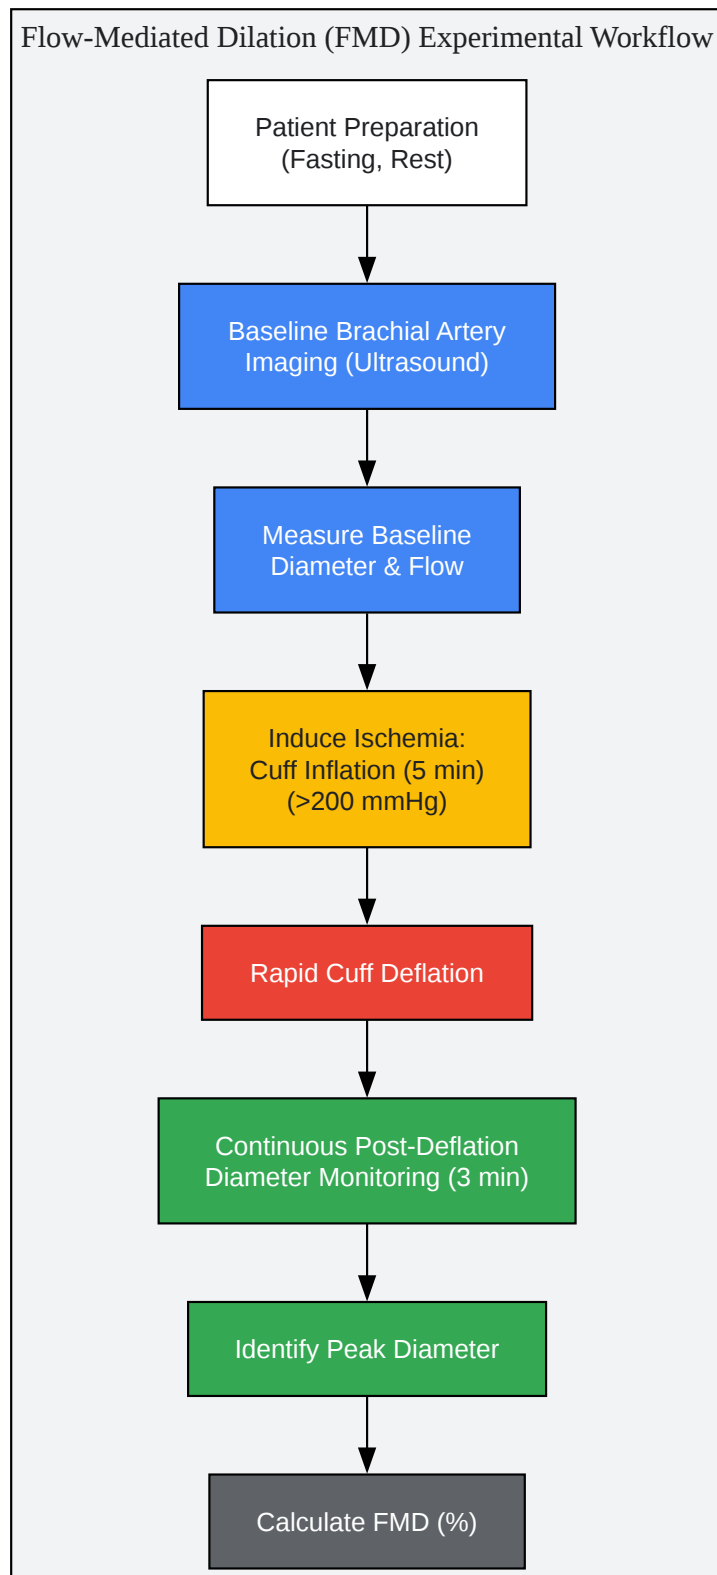 Flow-Mediated Dilation (FMD) Experimental Workflow
Patient Preparation
(Fasting, Rest)
Baseline Brachial Artery
Imaging (Ultrasound)
Measure Baseline
Diameter & Flow
Induce Ischemia:
Cuff Inflation (5 min)
(>200 mmHg)
Rapid Cuff Deflation
Continuous Post-Deflation
Diameter Monitoring (3 min)
Identify Peak Diameter
Calculate FMD (%)